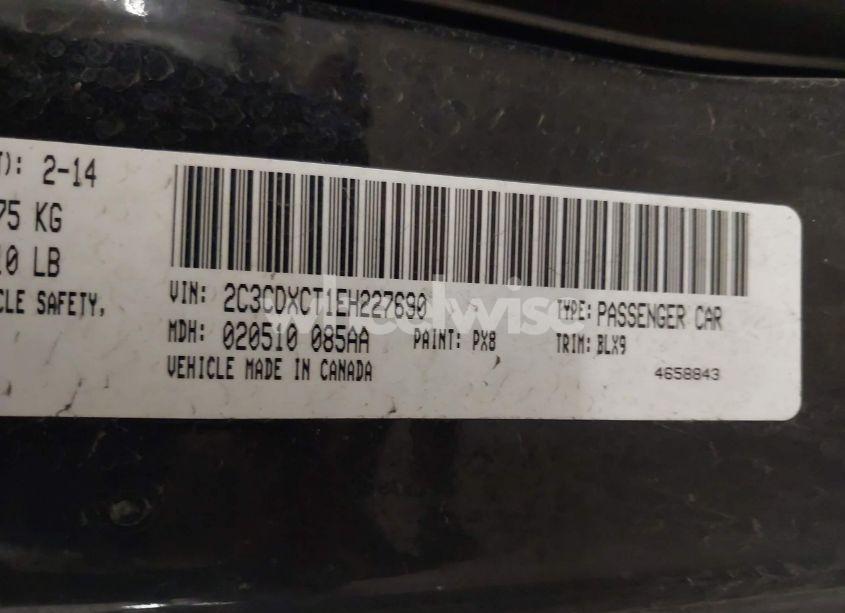 T): 2-14
75 KG
10 LB
CLE SAFETY,
VIN: 2C3CDXCT1EH227690 TYPE: PASSENGER CAR
MDH: 020510 085AA PAINT: PX8 TRIM: BLX9
VEHICLE MADE IN CANADA 4658843